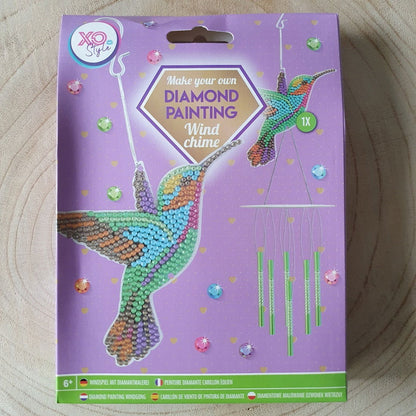 XO
Style
Make your own
DIAMOND
PAINTING
Wind
chime
1X
6+
WINDSPIEL MIT DIAMANTMALEREI
PEINTURE DIAMANTE CARILLON ÉOLIEN
DIAMOND PAINTING WINDGONG
CARILLÓN DE VIENTO DE PINTURA DE DIAMANTES
DIAMENTOWE MALOWANIE DZWONEK WIETRZNY